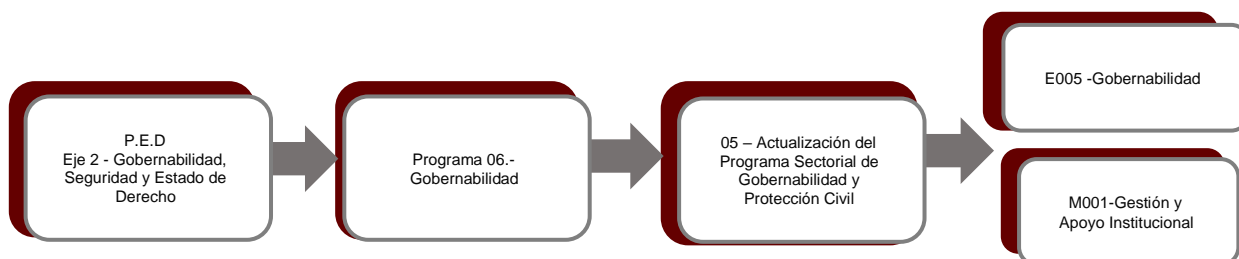 P.E.D
Eje 2 - Gobernabilidad,
Seguridad y Estado de
Derecho
Programa 06.-
Gobernabilidad
05 – Actualización del
Programa Sectorial de
Gobernabilidad y
Protección Civil
E005 -Gobernabilidad
M001-Gestión y
Apoyo Institucional